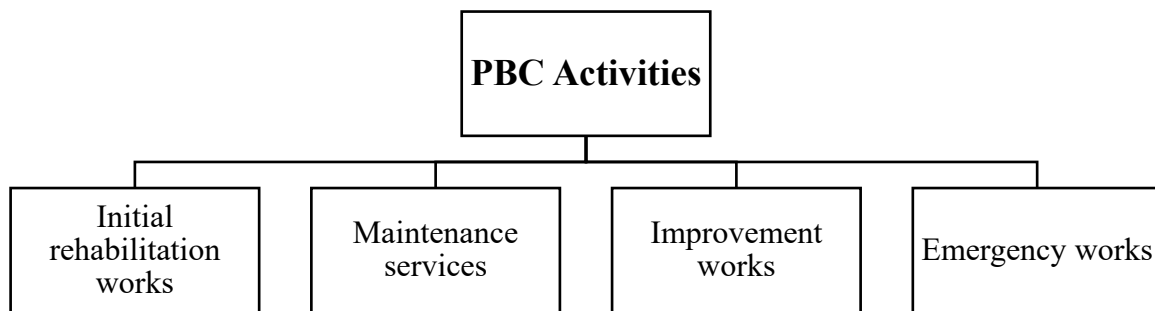 PBC Activities
Initial
rehabilitation
works
Maintenance
services
Improvement
works
Emergency works